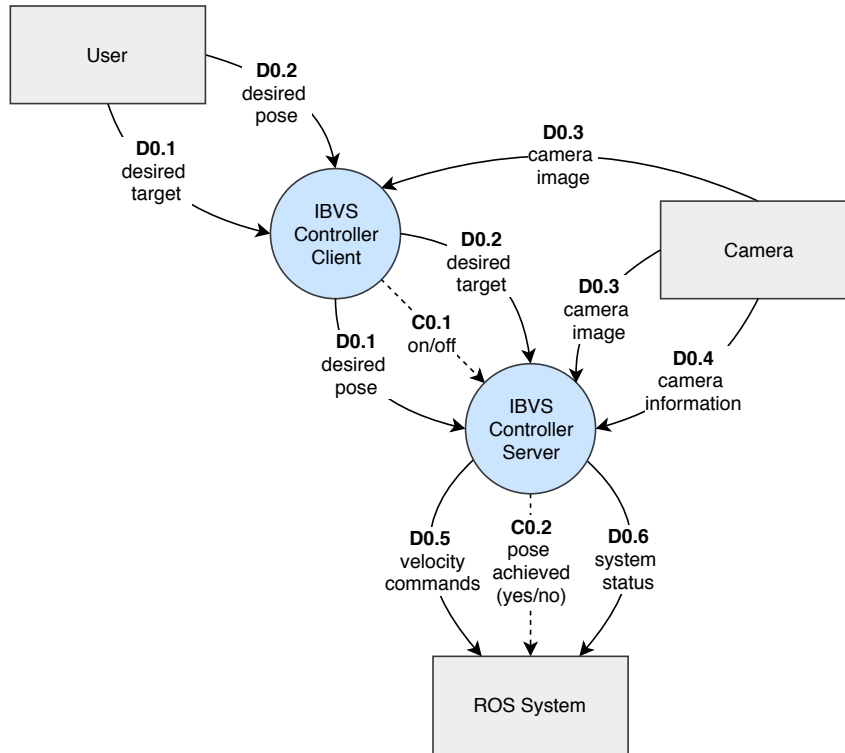 User
D0.2
desired
pose
D0.1
desired
target
D0.3
camera
image
IBVS
Controller
Client
D0.2
desired
target
Camera
D0.3
camera
image
C0.1
on/off
D0.1
desired
pose
D0.4
camera
information
IBVS
Controller
Server
D0.5
velocity
commands
C0.2
pose
achieved
(yes/no)
D0.6
system
status
ROS System